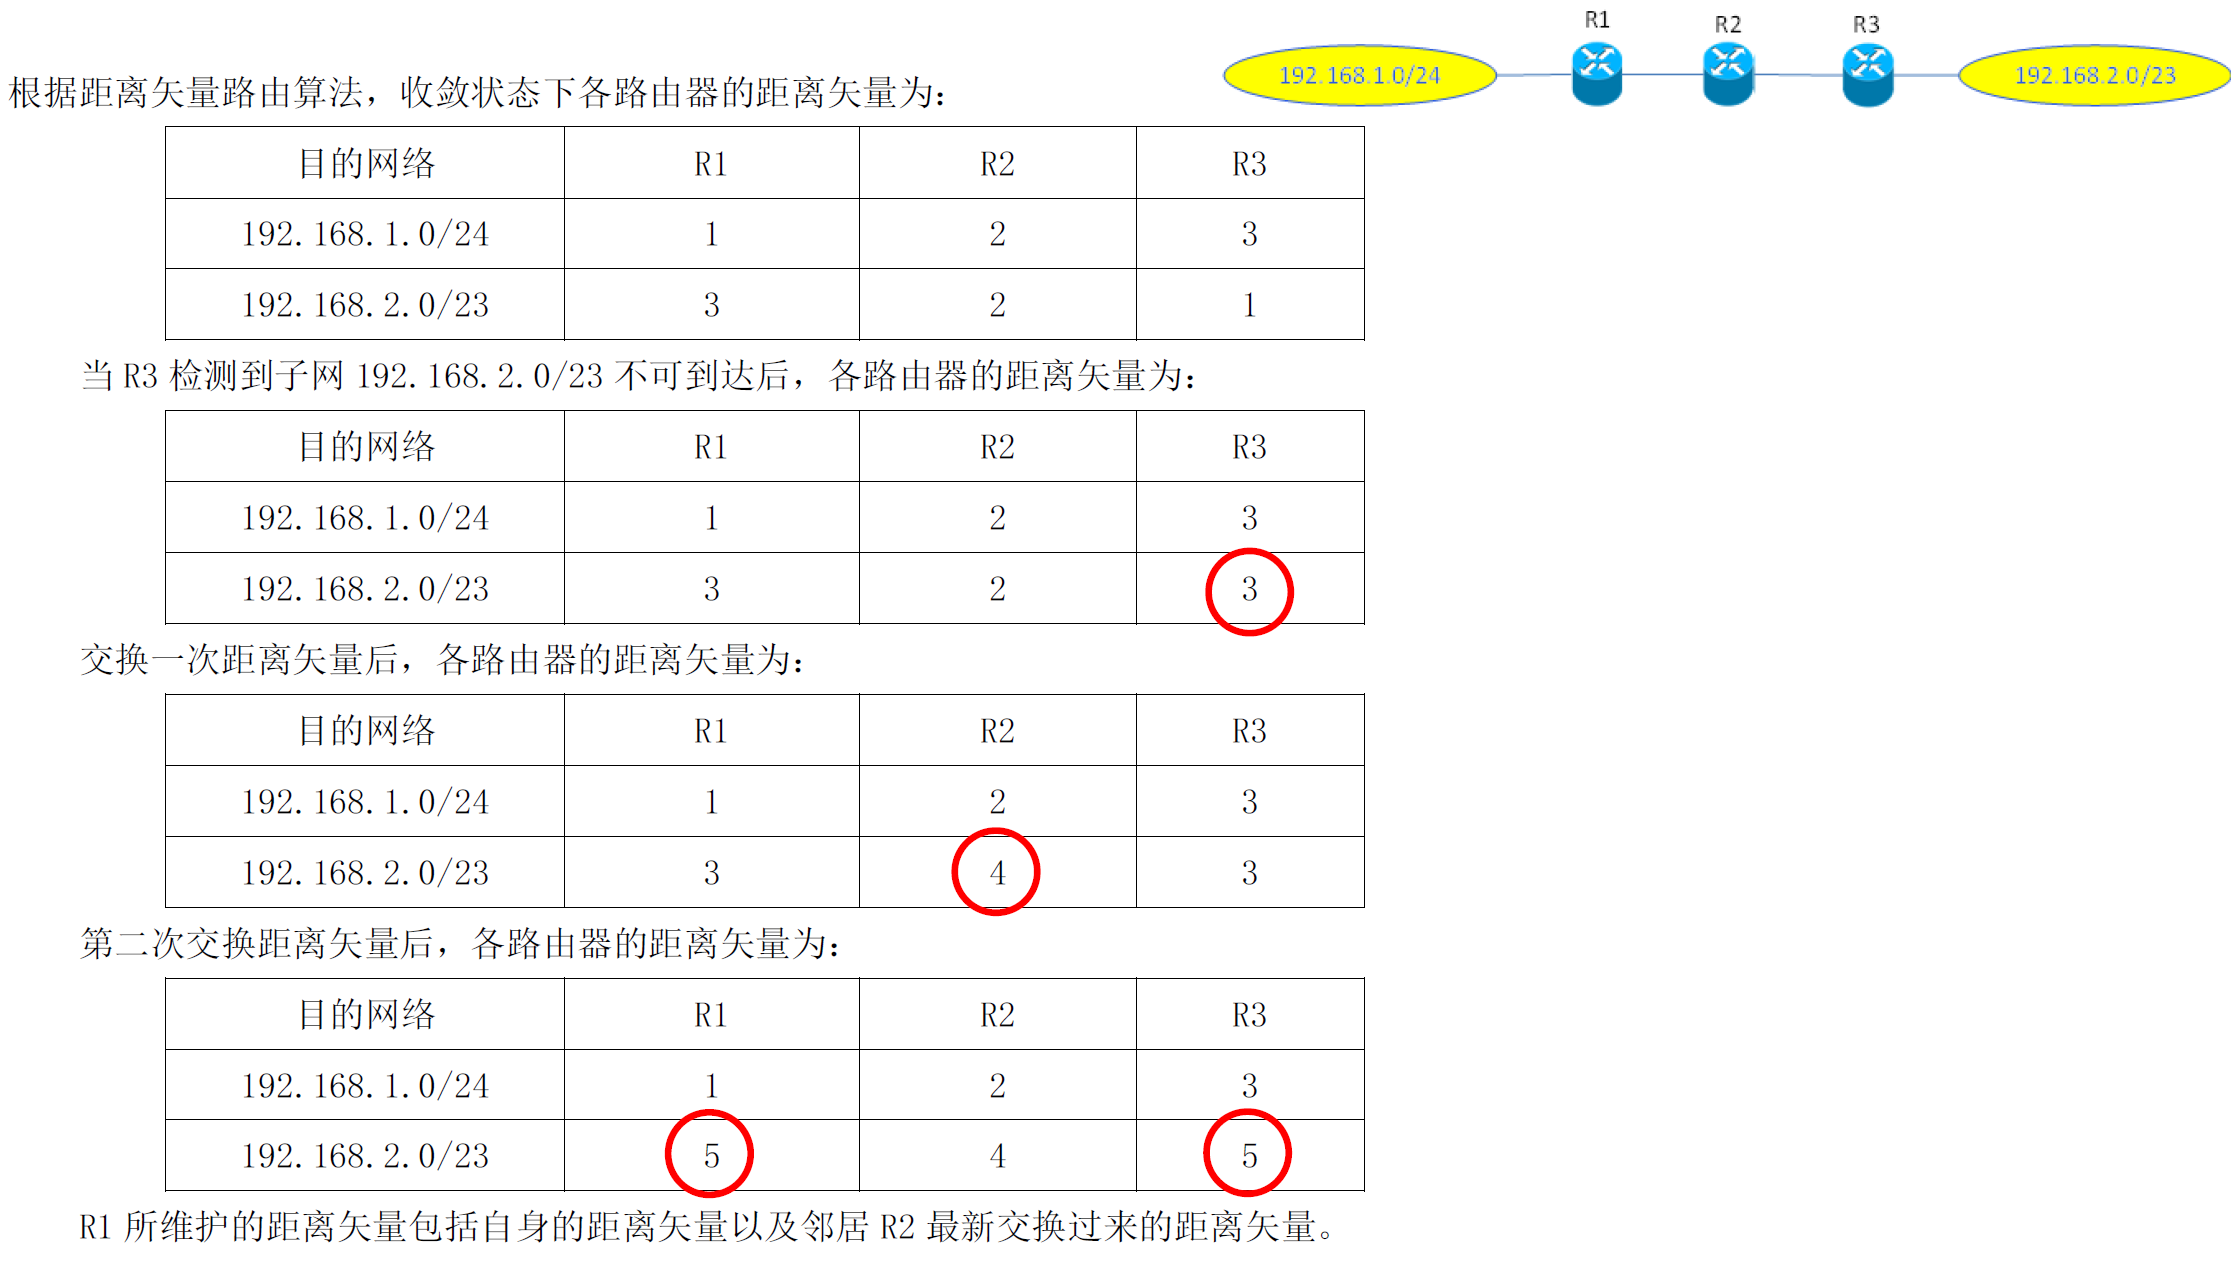 R1 R2 R3
192.168.1.0/24 192.168.2.0/23
根据距离矢量路由算法，收敛状态下各路由器的距离矢量为：
目的网络 R1 R2 R3
192.168.1.0/24 1 2 3
192.168.2.0/23 3 2 1
当 R3 检测到子网 192.168.2.0/23 不可到达后，各路由器的距离矢量为：
目的网络 R1 R2 R3
192.168.1.0/24 1 2 3
192.168.2.0/23 3 2 3
交换一次距离矢量后，各路由器的距离矢量为：
目的网络 R1 R2 R3
192.168.1.0/24 1 2 3
192.168.2.0/23 3 4 3
第二次交换距离矢量后，各路由器的距离矢量为：
目的网络 R1 R2 R3
192.168.1.0/24 1 2 3
192.168.2.0/23 5 4 5
R1 所维护的距离矢量包括自身的距离矢量以及邻居 R2 最新交换过来的距离矢量。